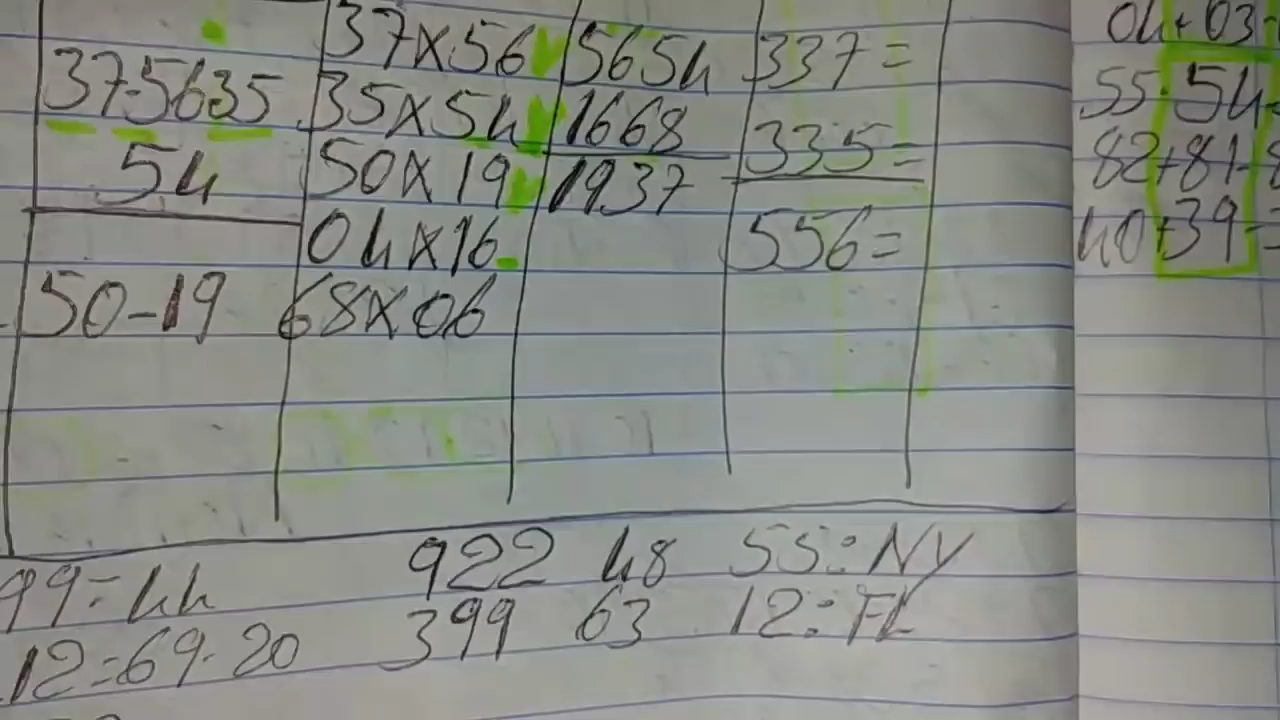 37x56 5654 337= 04+03-
37-5635 35x54 1668 335= 55. 54-
54 50x19 1937 82+81-8
04x16 556= 40+39=
50-19 68x06
99=44 922 48 55:NY
12=69-20 399 63 12:FL